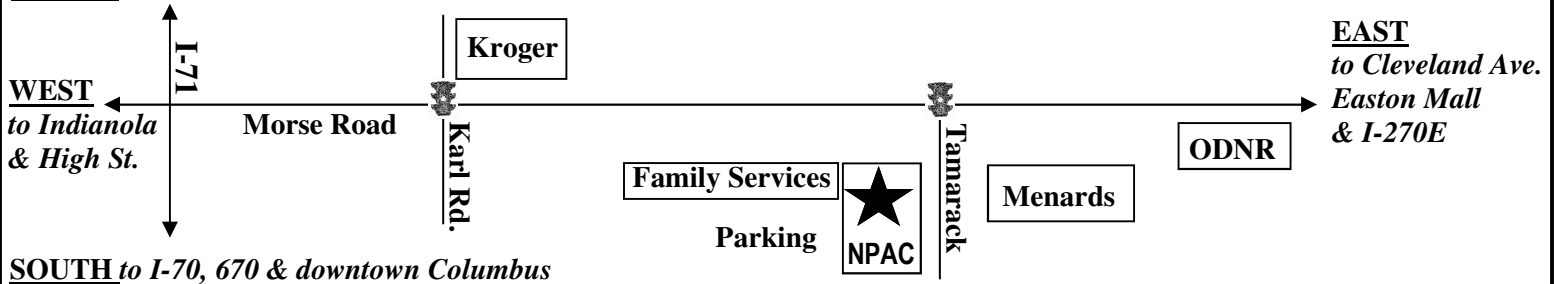 Kroger
EAST
to Cleveland Ave.
Easton Mall
& I-270E
I-71
WEST
to Indianola
& High St.
Morse Road
Karl Rd.
Tamarack
ODNR
Family Services
Menards
Parking
NPAC
SOUTH to I-70, 670 & downtown Columbus